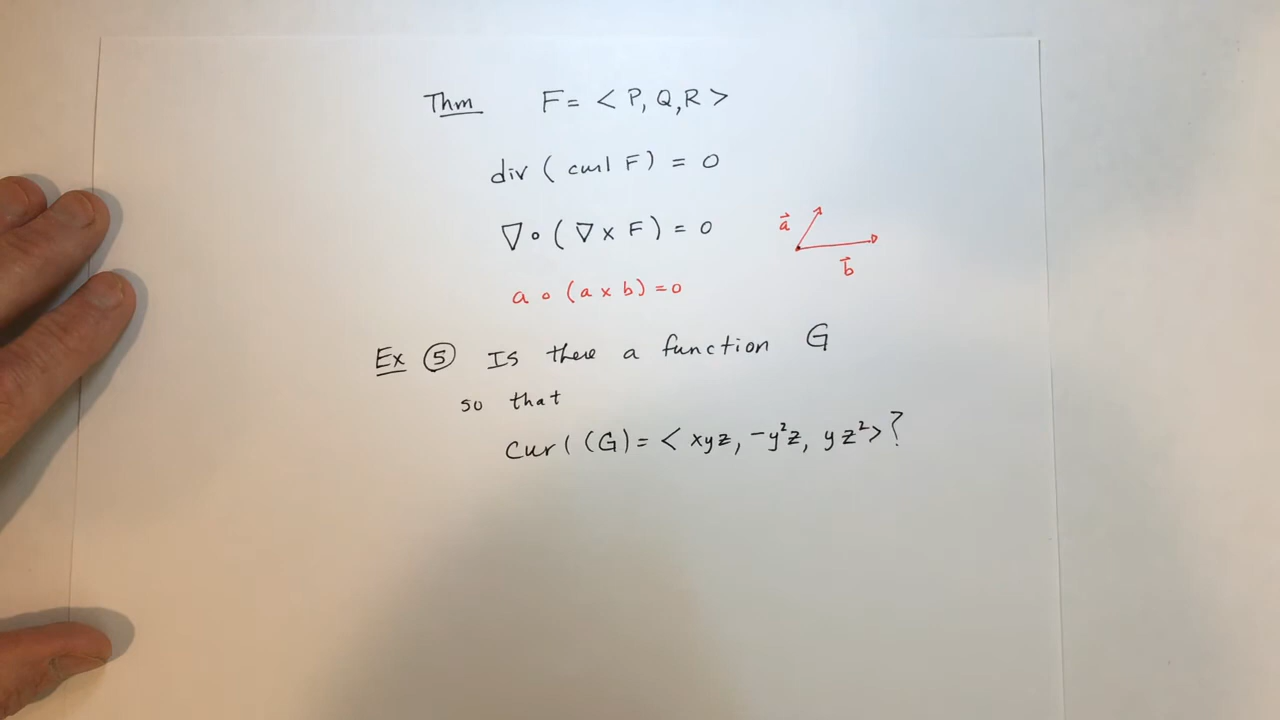 Thm F = < P, Q, R >
div ( curl F ) = 0
∇ ∘ ( ∇ × F ) = 0
a⃗
b⃗
a ∘ (a × b) = 0
Ex ⑤ Is there a function G
so that
Curl (G) = < xyz, -y²z, yz² > ?